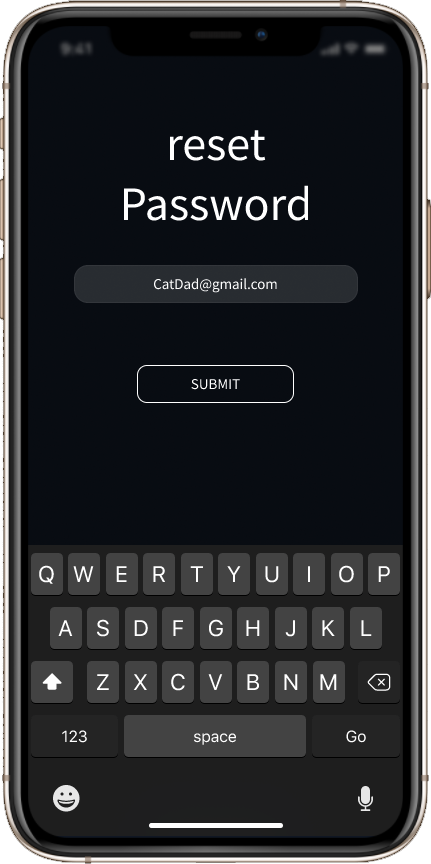 9:41
reset
Password
CatDad@gmail.com
SUBMIT
Q W E R T Y U I O P
A S D F G H J K L
Z X C V B N M
123 space Go